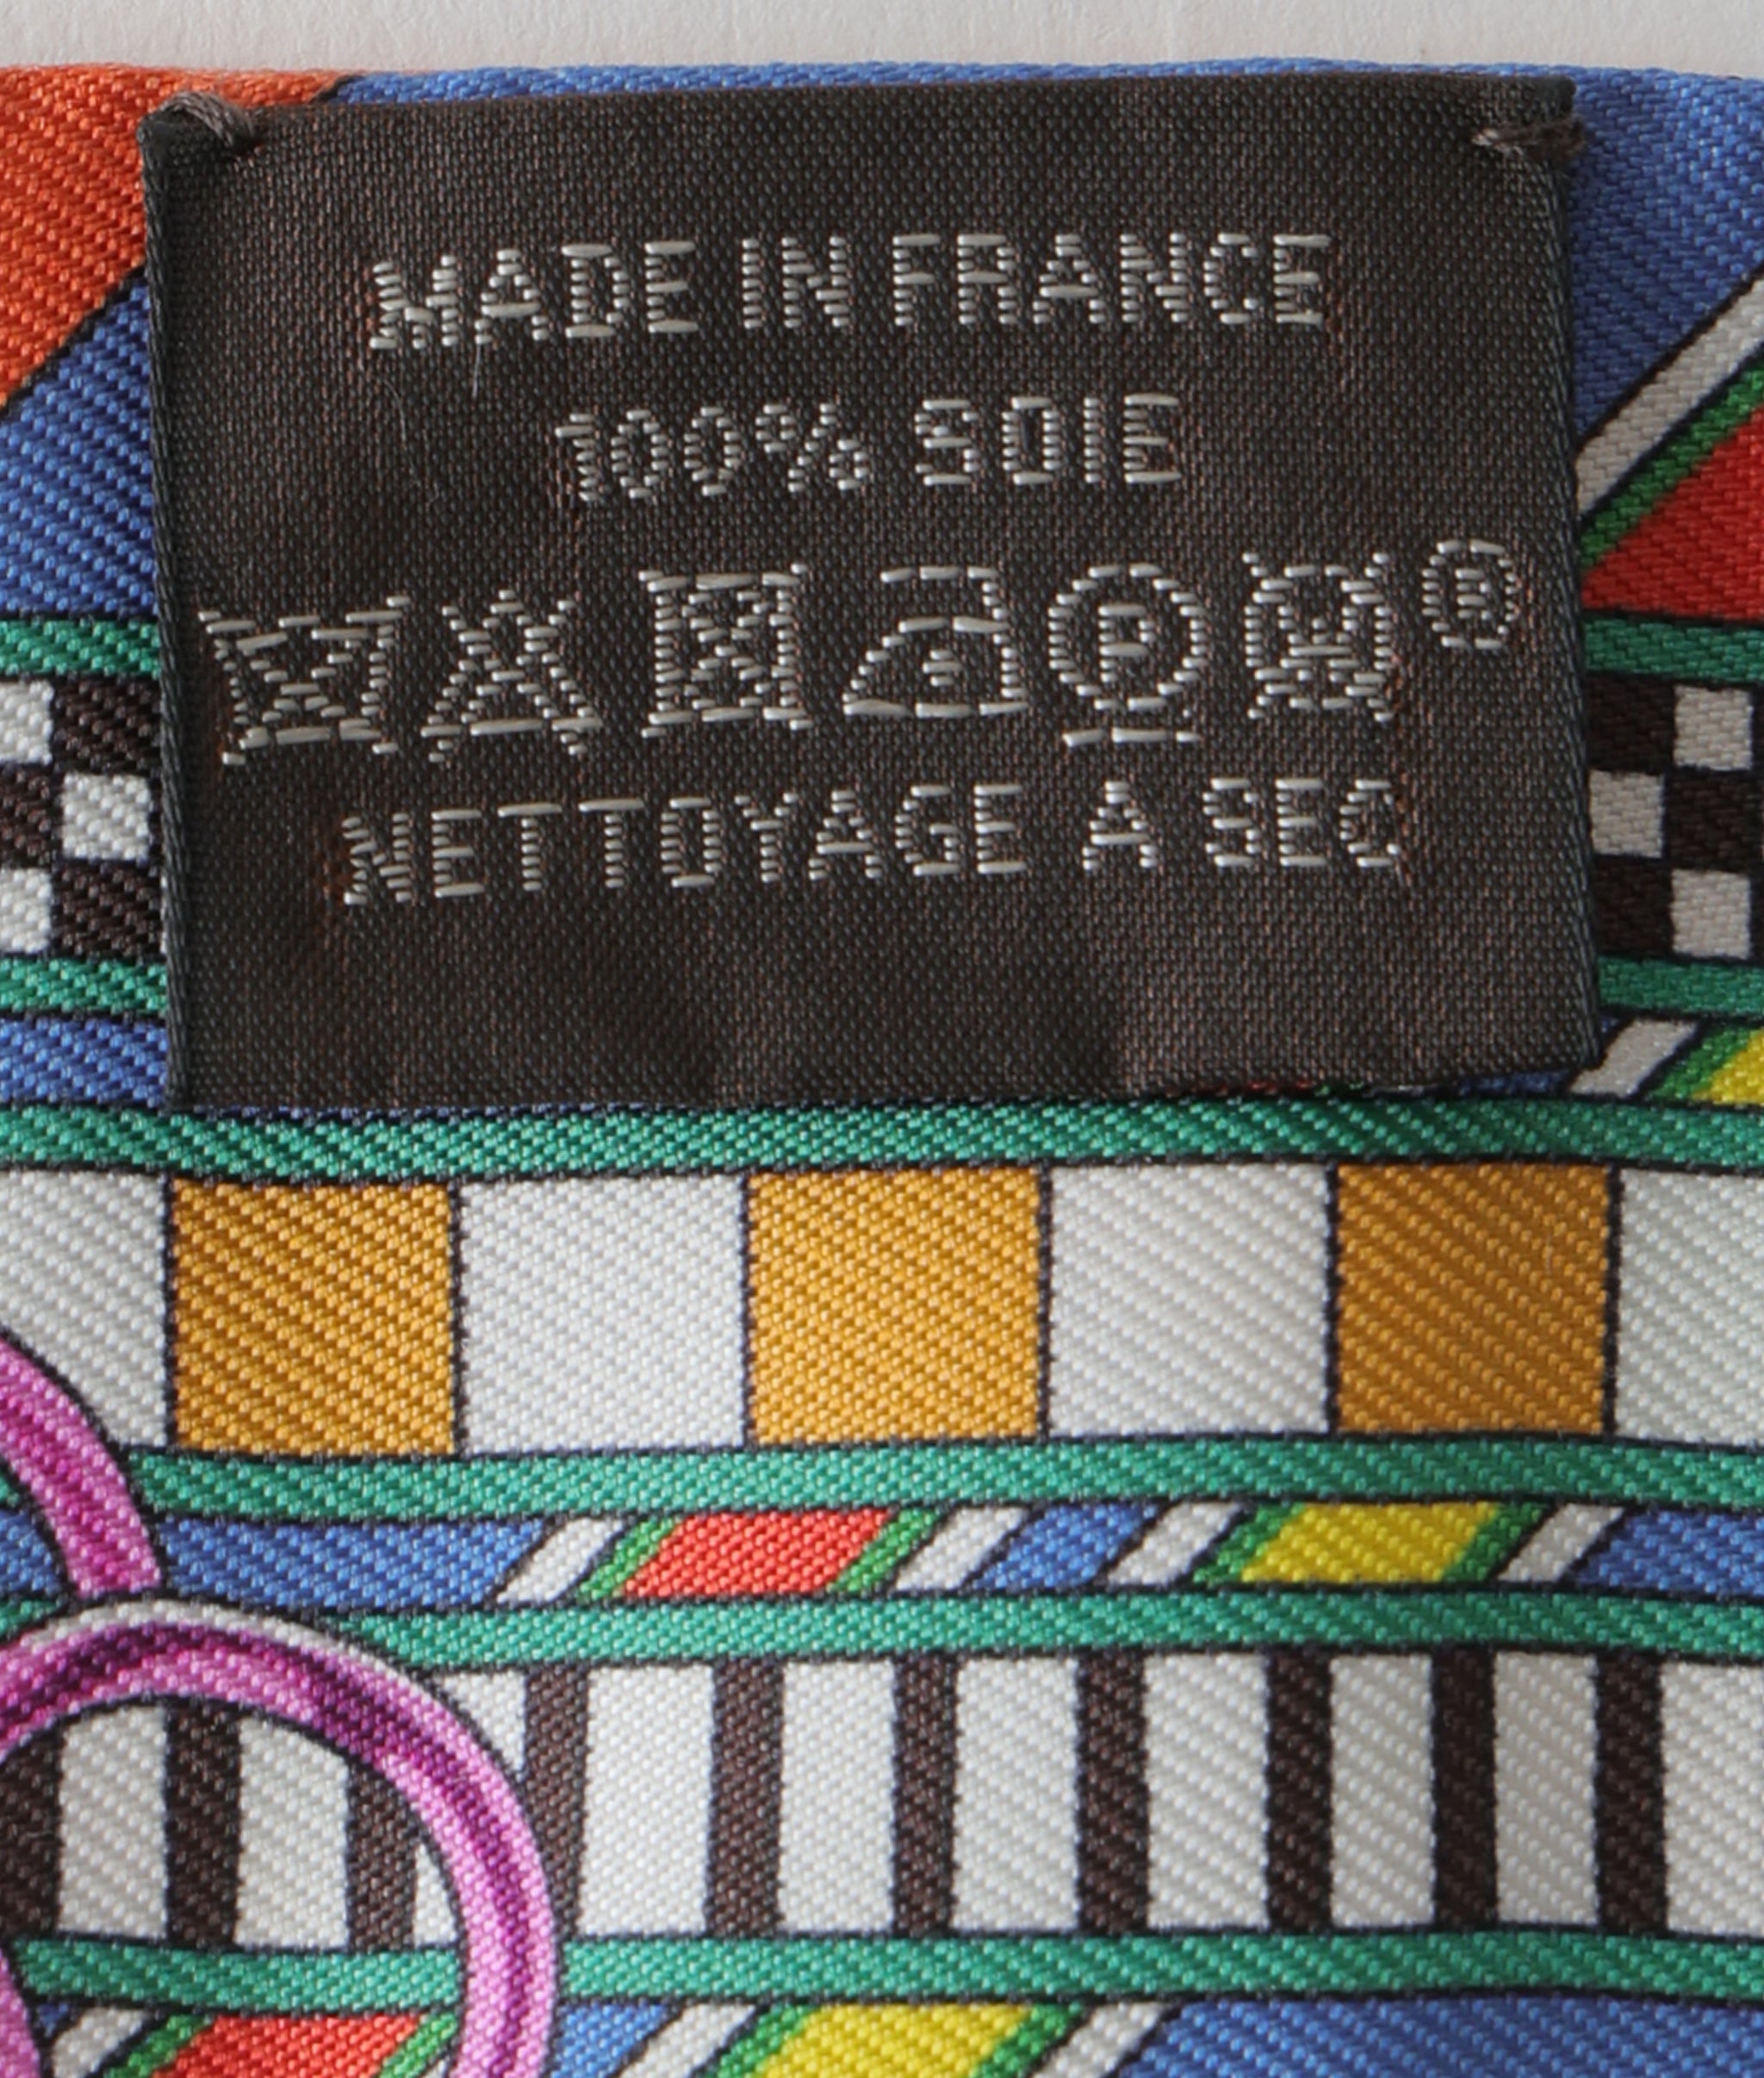 MADE IN FRANCE
100% SOIE
P W ®
NETTOYAGE A SEC